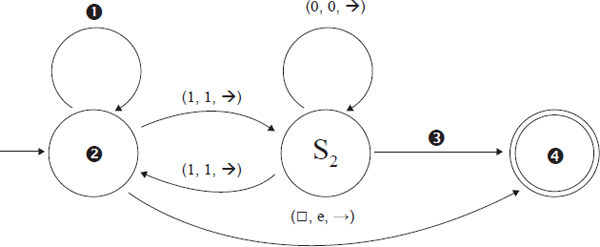 ❶
(0, 0, →)
(1, 1, →)
❷
S₂
❸
❹
(1, 1, →)
(□, e, →)